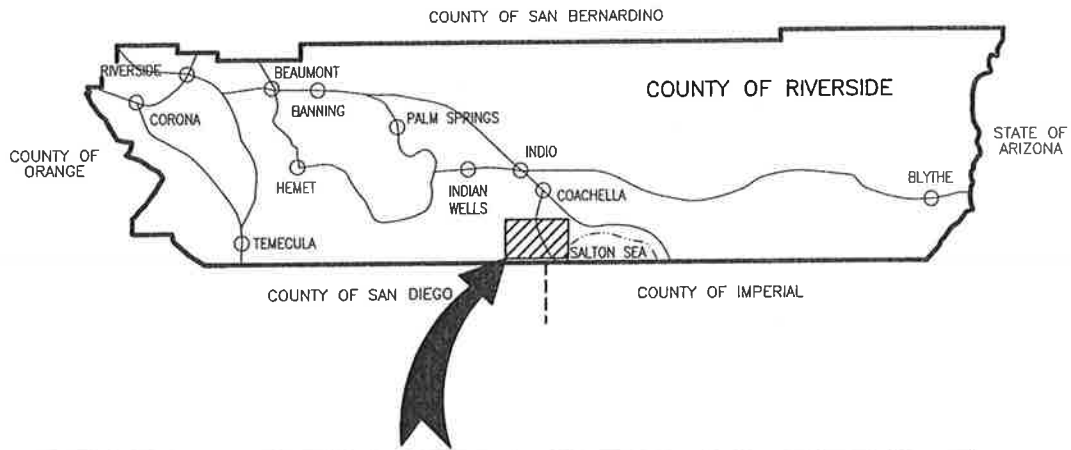 COUNTY OF SAN BERNARDINO
RIVERSIDE
BEAUMONT
BANNING
COUNTY OF RIVERSIDE
CORONA
PALM SPRINGS
COUNTY OF
ORANGE
STATE OF
ARIZONA
HEMET
INDIAN
WELLS
INDIO
COACHELLA
BLYTHE
TEMECULA
SALTON SEA
COUNTY OF SAN DIEGO
COUNTY OF IMPERIAL